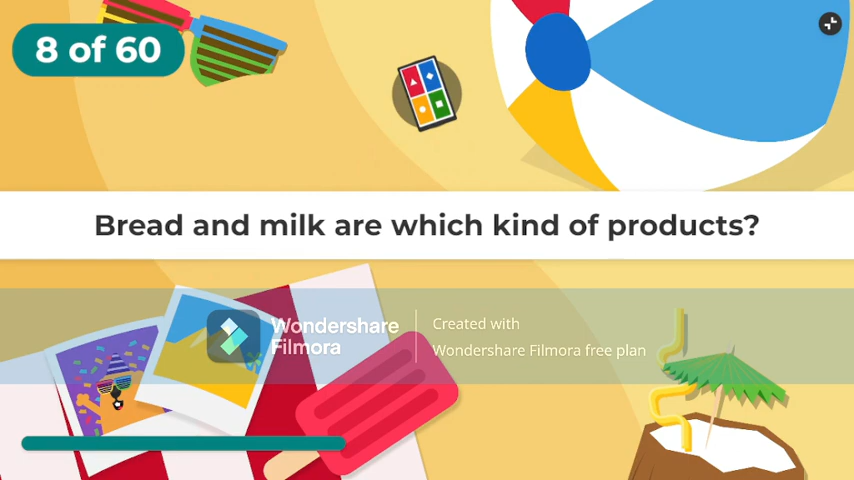 8 of 60
Bread and milk are which kind of products?
Wondershare
Filmora
Created with
Wondershare Filmora free plan